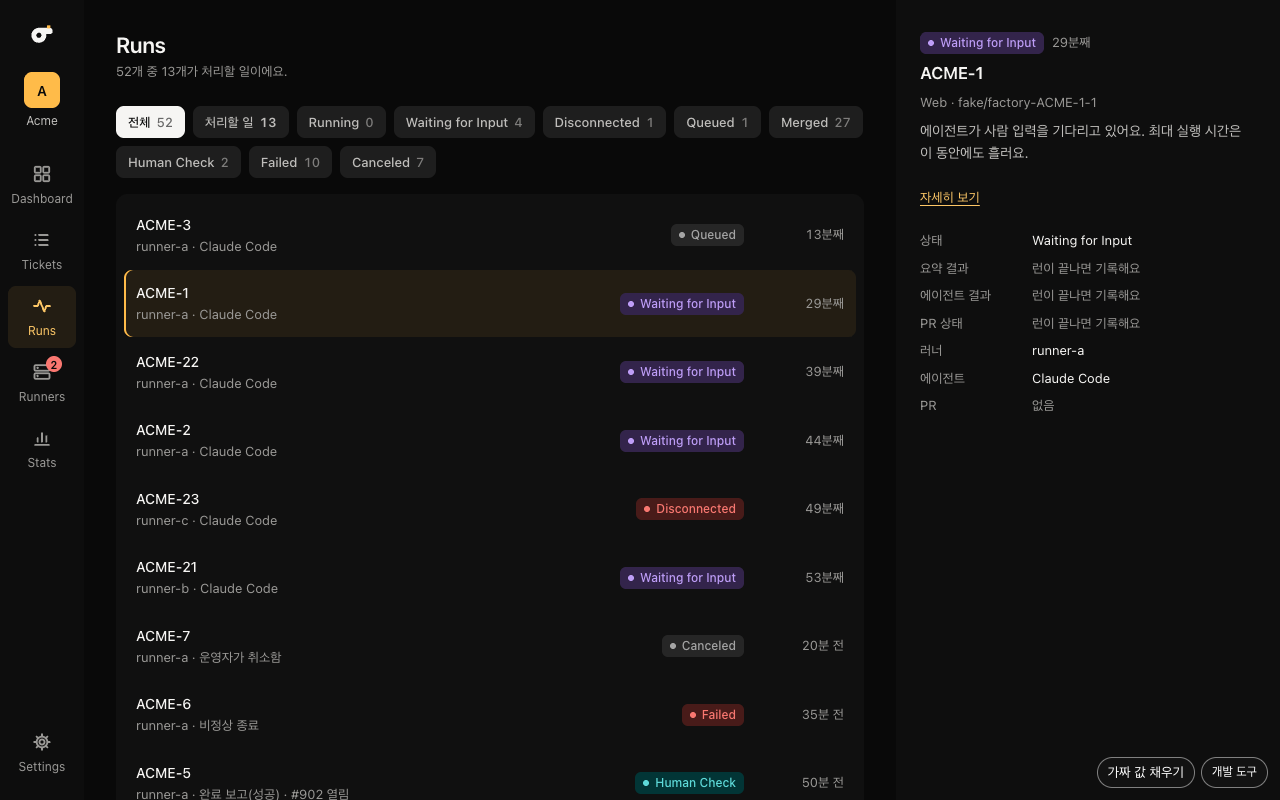 A
Acme
Dashboard
Tickets
Runs
2
Runners
Stats
Settings
Runs
52개 중 13개가 처리할 일이에요.
전체 52
처리할 일 13
Running 0
Waiting for Input 4
Disconnected 1
Queued 1
Merged 27
Human Check 2
Failed 10
Canceled 7
ACME-3
runner-a · Claude Code
Queued
13분째
ACME-1
runner-a · Claude Code
Waiting for Input
29분째
ACME-22
runner-a · Claude Code
Waiting for Input
39분째
ACME-2
runner-a · Claude Code
Waiting for Input
44분째
ACME-23
runner-c · Claude Code
Disconnected
49분째
ACME-21
runner-b · Claude Code
Waiting for Input
53분째
ACME-7
runner-a · 운영자가 취소함
Canceled
20분 전
ACME-6
runner-a · 비정상 종료
Failed
35분 전
ACME-5
runner-a · 완료 보고(성공) · #902 열림
Human Check
50분 전
Waiting for Input 29분째
ACME-1
Web · fake/factory-ACME-1-1
에이전트가 사람 입력을 기다리고 있어요. 최대 실행 시간은
이 동안에도 흘러요.
자세히 보기
상태 Waiting for Input
요약 결과 런이 끝나면 기록해요
에이전트 결과 런이 끝나면 기록해요
PR 상태 런이 끝나면 기록해요
러너 runner-a
에이전트 Claude Code
PR 없음
가짜 값 채우기
개발 도구